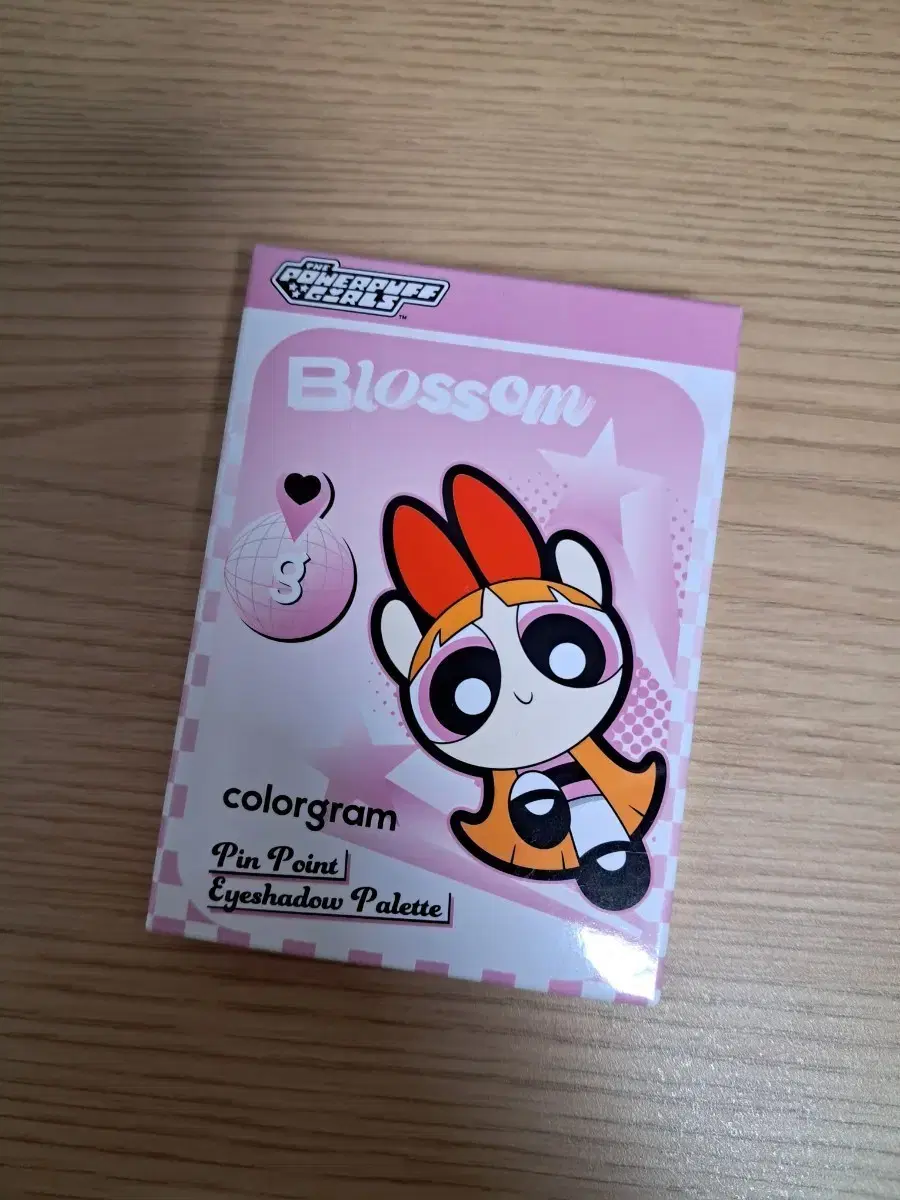 THE
POWERPUFF
GIRLS
TM
Blossom
g
colorgram
Pin Point
Eyeshadow Palette